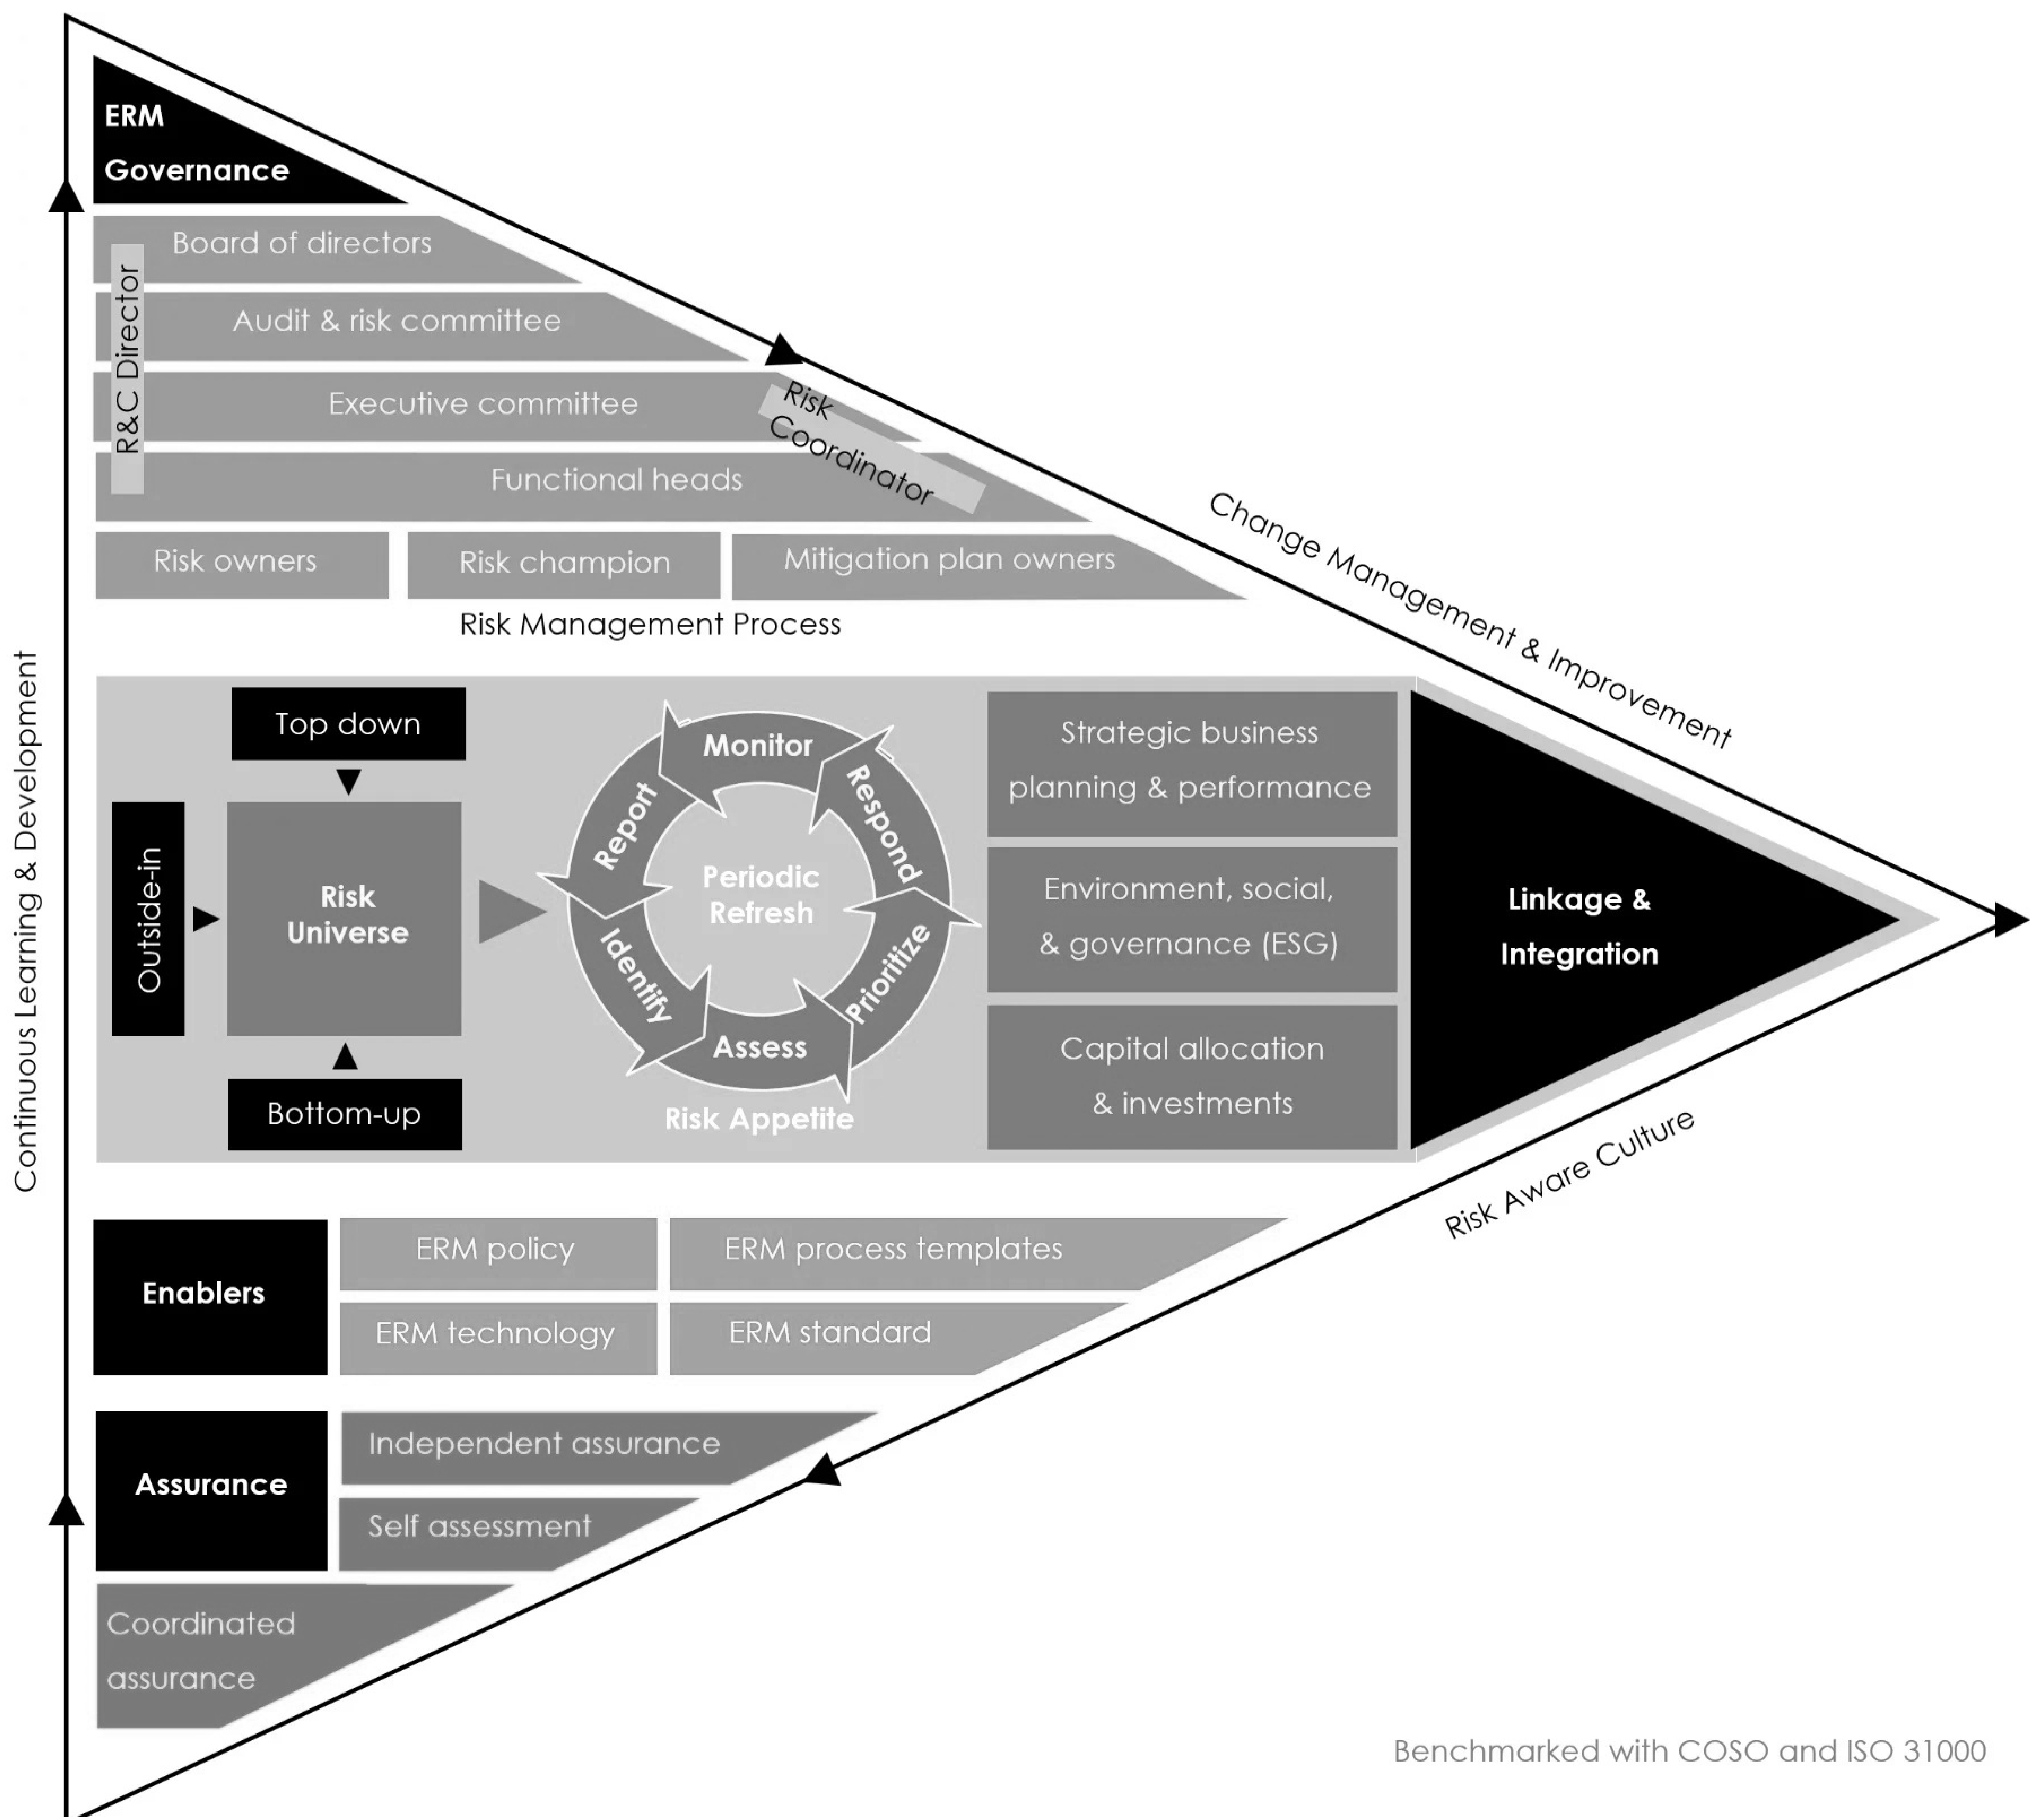 ERM
Governance
Board of directors
R&C Director
Audit & risk committee
Executive committee
Risk
Coordinator
Functional heads
Risk owners
Risk champion
Mitigation plan owners
Risk Management Process
Change Management & Improvement
Continuous Learning & Development
Top down
Outside-in
Risk
Universe
Bottom-up
Monitor
Respond
Report
Periodic
Refresh
Identify
Prioritize
Assess
Risk Appetite
Strategic business
planning & performance
Environment, social,
& governance (ESG)
Capital allocation
& investments
Linkage &
Integration
Risk Aware Culture
Enablers
ERM policy
ERM process templates
ERM technology
ERM standard
Assurance
Independent assurance
Self assessment
Coordinated
assurance
Benchmarked with COSO and ISO 31000